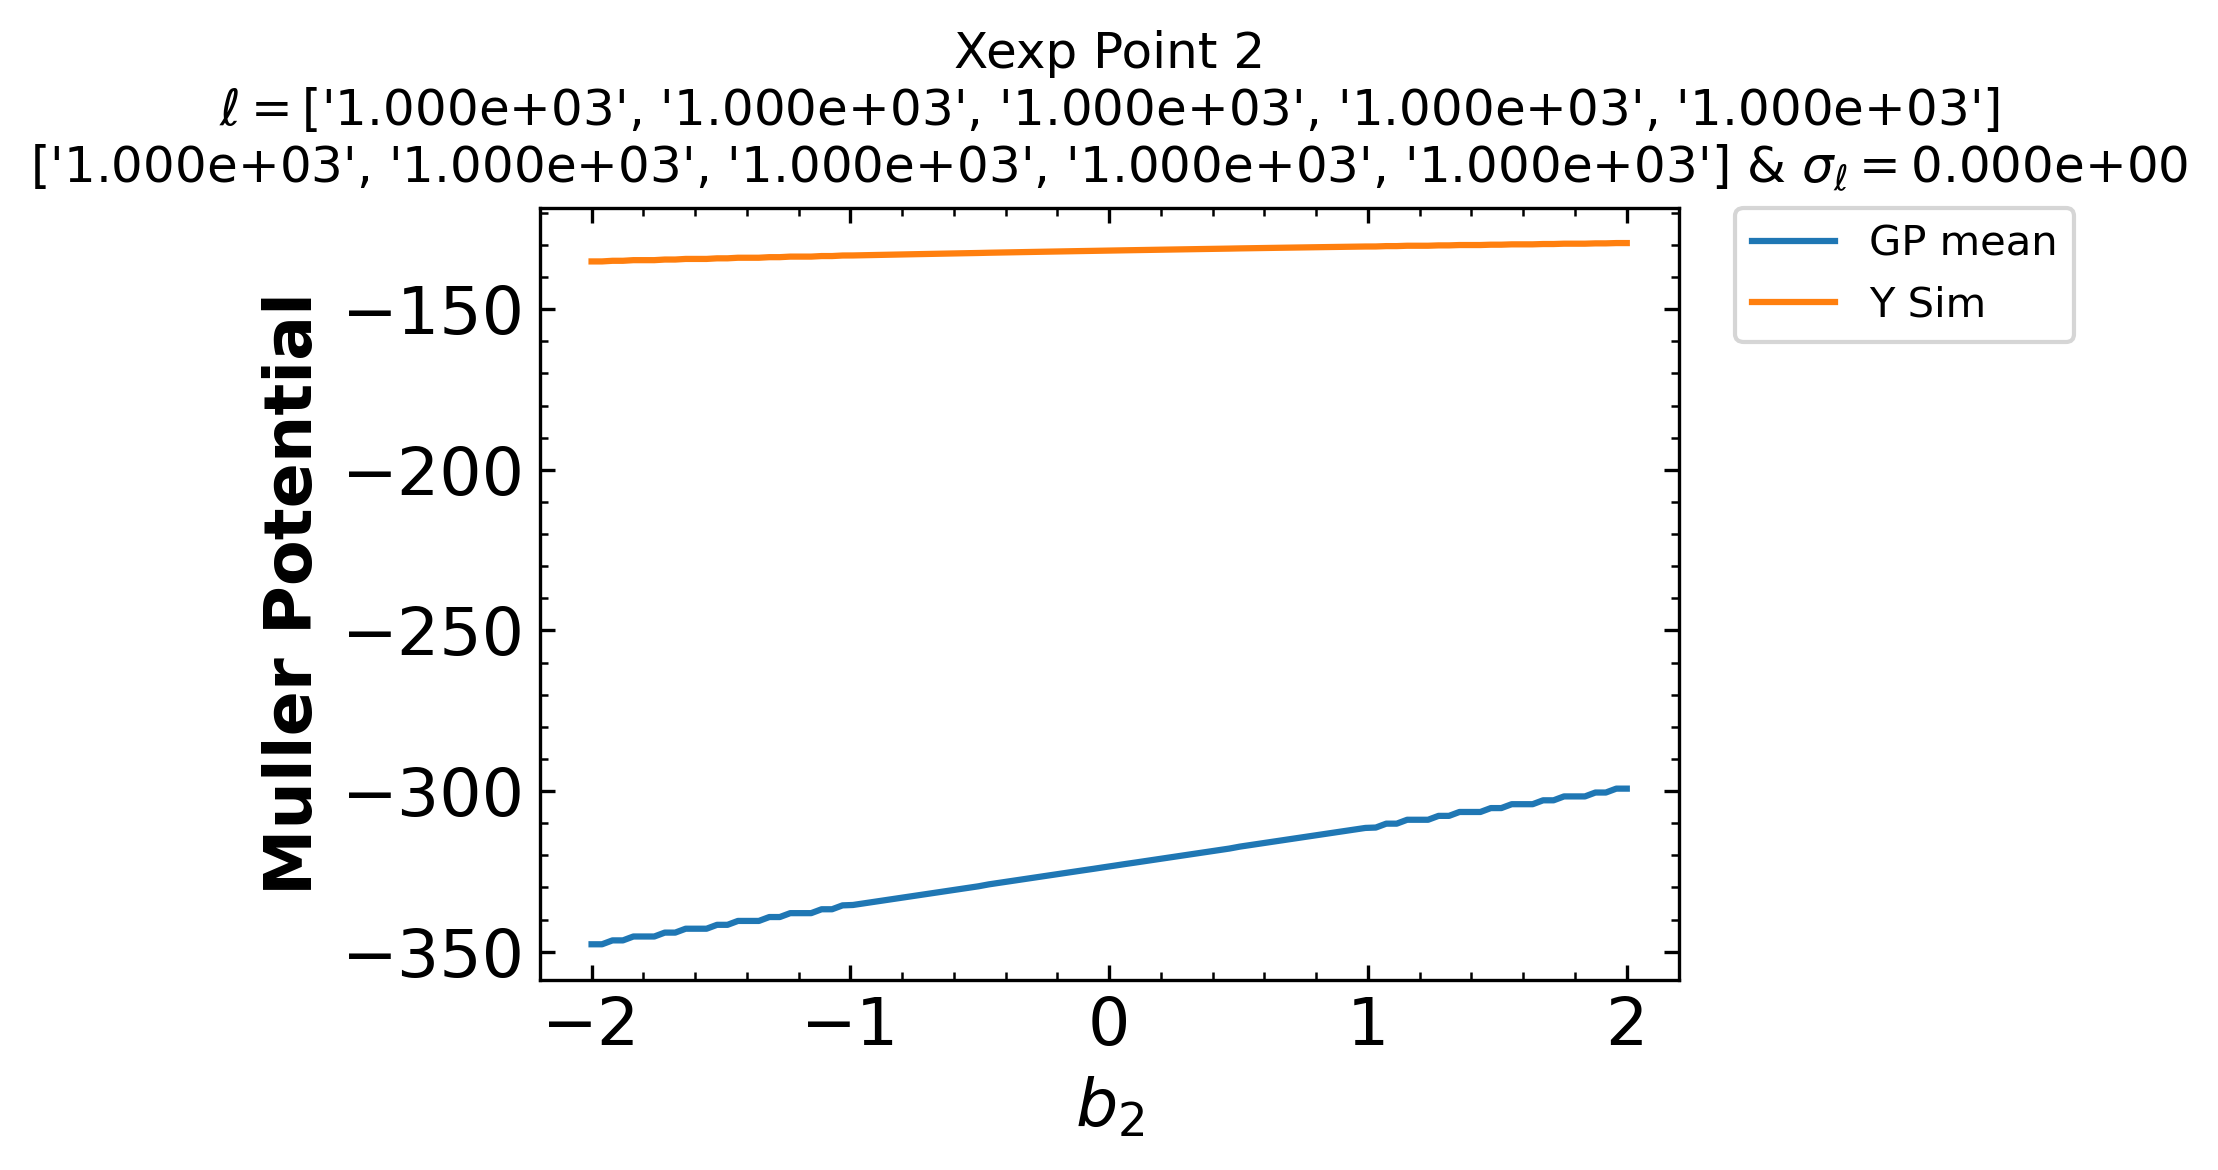 Xexp Point 2
ℓ = ['1.000e+03', '1.000e+03', '1.000e+03', '1.000e+03', '1.000e+03']
['1.000e+03', '1.000e+03', '1.000e+03', '1.000e+03', '1.000e+03'] & σ_ℓ = 0.000e+00
GP mean
Y Sim
Muller Potential
−150
−200
−250
−300
−350
−2 −1 0 1 2
b₂